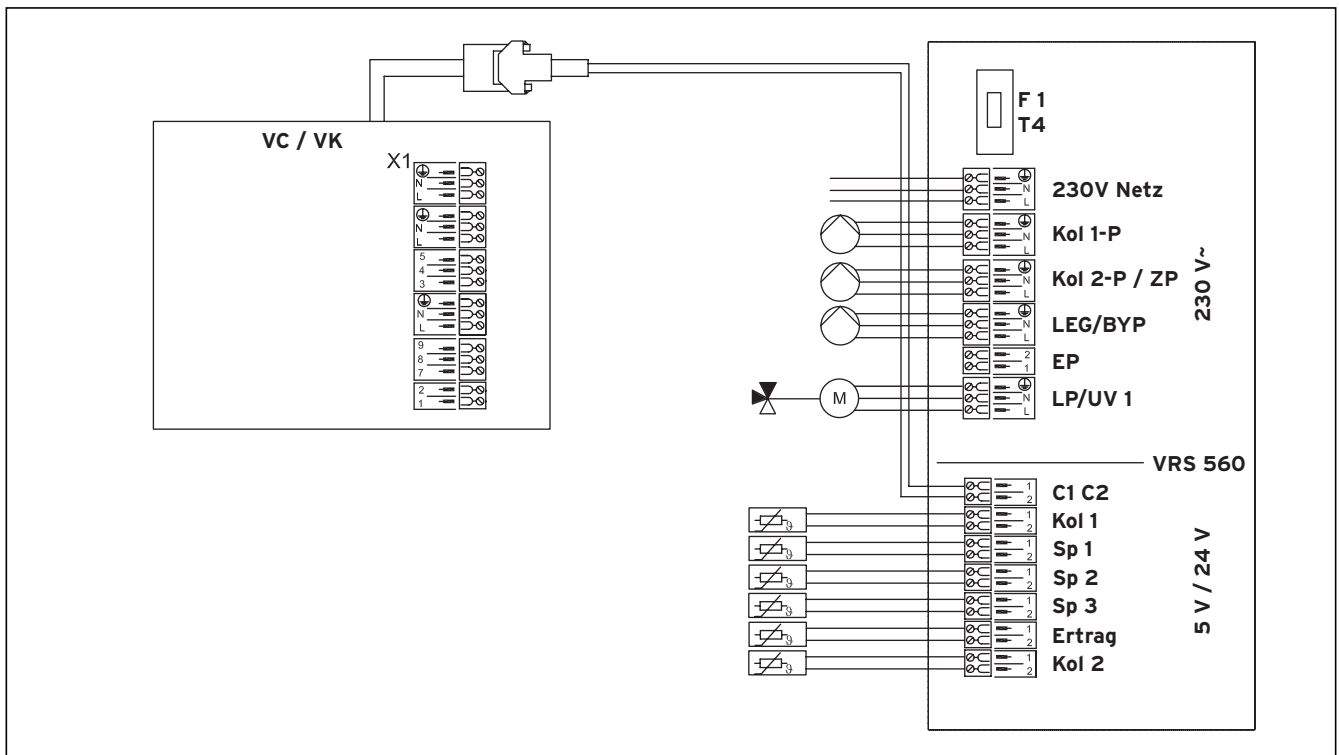 VC / VK
X1
N
L
N
L
5
4
3
N
L
9
8
7
2
1
F 1
T4
N
L
230V Netz
N
L
Kol 1-P
N
L
Kol 2-P / ZP
N
L
LEG/BYP
2
1
EP
M
N
L
LP/UV 1
230 V~
VRS 560
1
2
C1 C2
ϑ
1
2
Kol 1
ϑ
1
2
Sp 1
ϑ
1
2
Sp 2
ϑ
1
2
Sp 3
ϑ
1
2
Ertrag
ϑ
1
2
Kol 2
5 V / 24 V